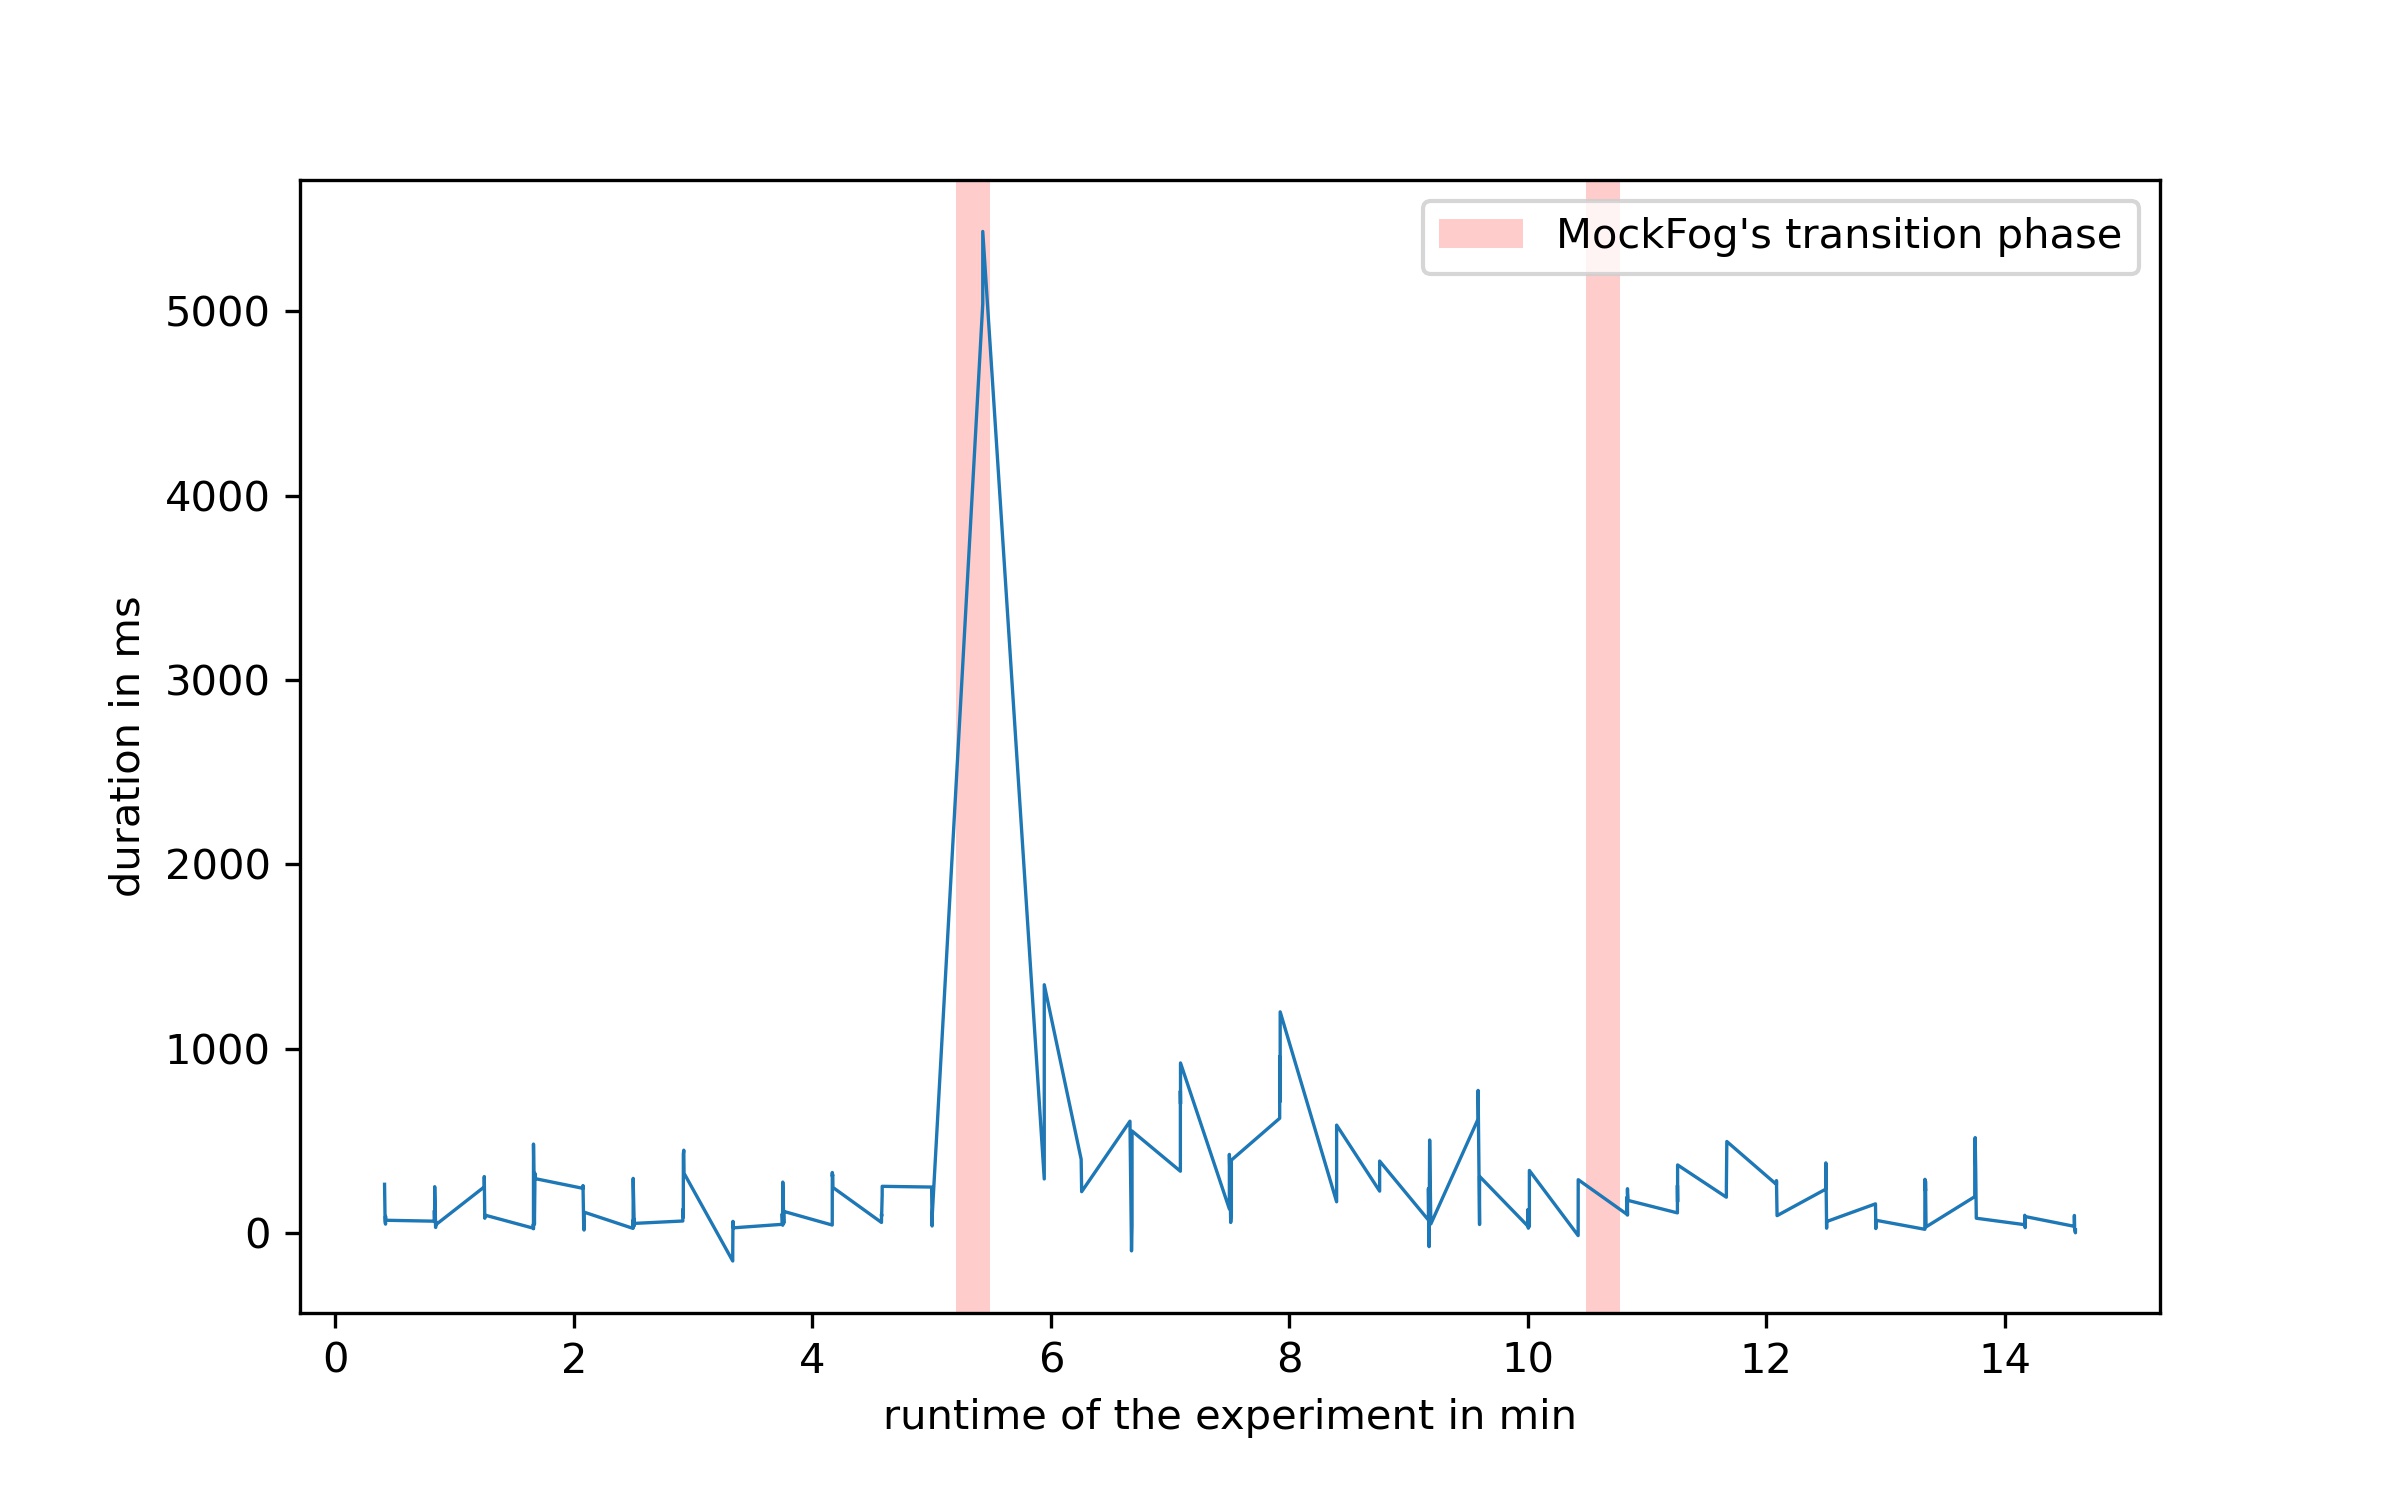 MockFog's transition phase
5000
4000
3000
2000
1000
0
duration in ms
0 2 4 6 8 10 12 14
runtime of the experiment in min